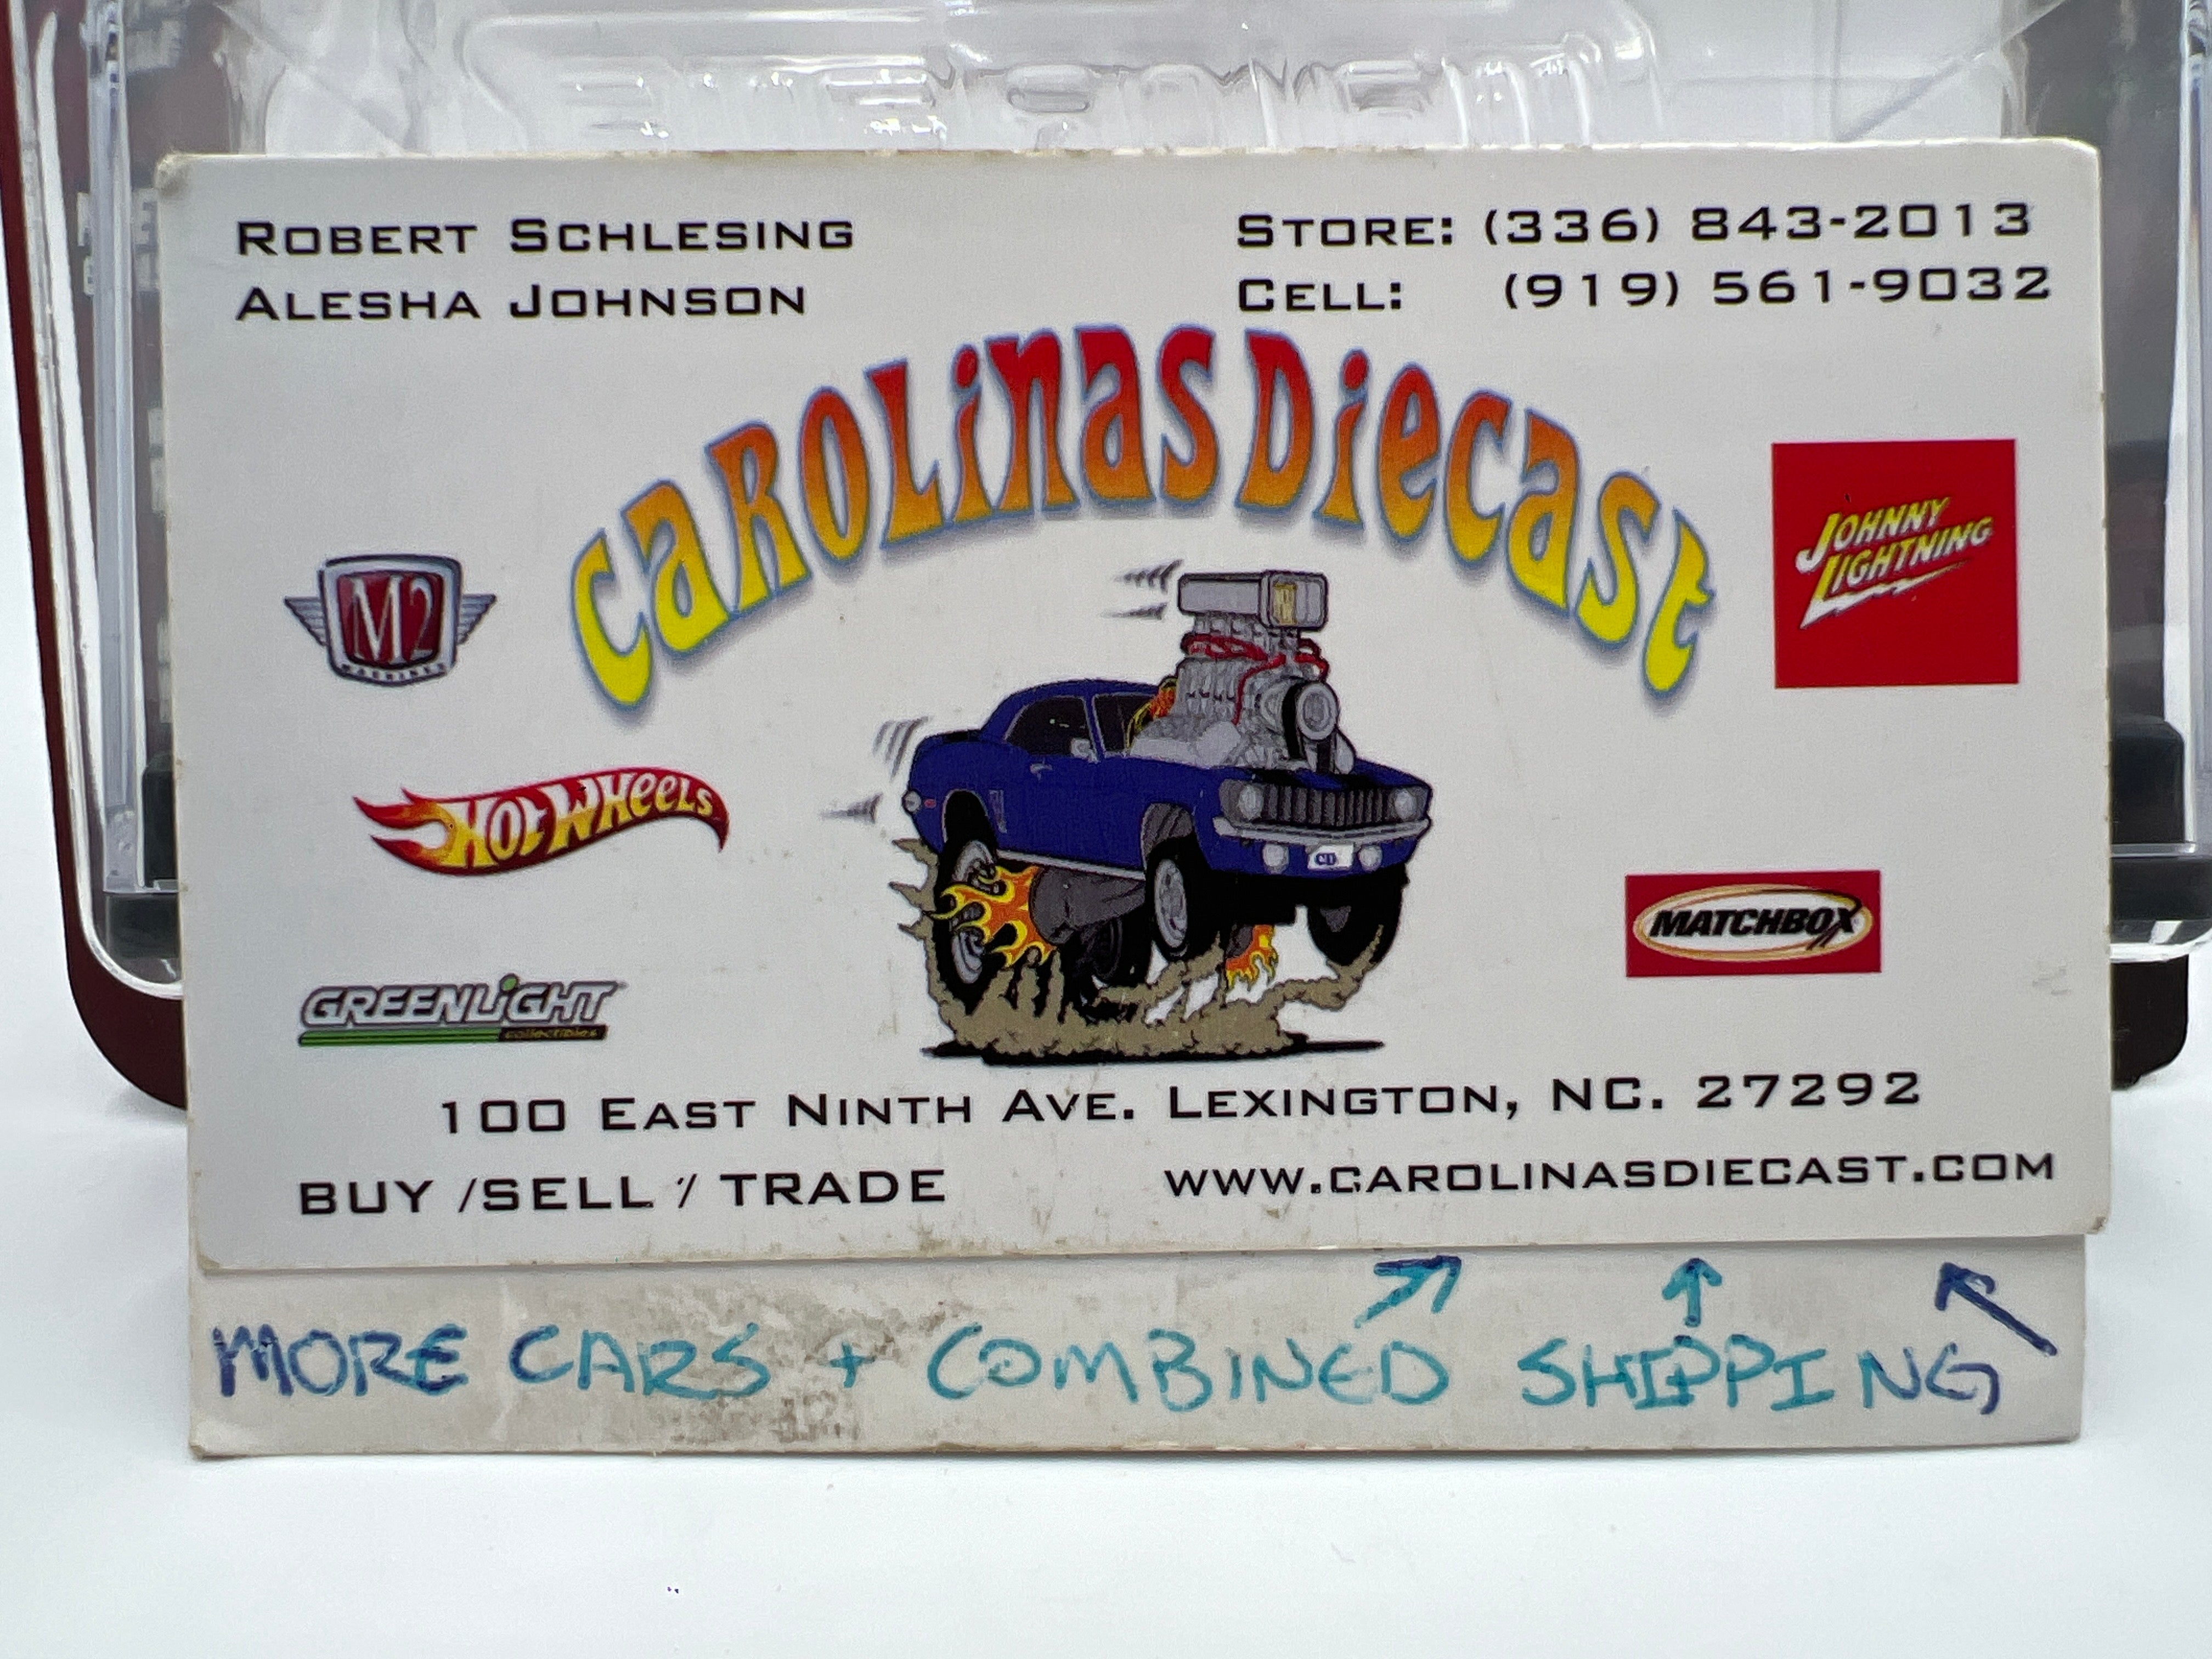 ROBERT SCHLESING
ALESHA JOHNSON
STORE: (336) 843-2013
CELL: (919) 561-9032
CAROLINAS DIECAST
M2
MACHINES
JOHNNY
LIGHTNING
HOT WHEELS
MATCHBOX
GREENLIGHT
collectibles
100 EAST NINTH AVE. LEXINGTON, NC. 27292
BUY /SELL / TRADE
WWW.CAROLINASDIECAST.COM
MORE CARS + COMBINED SHIPPING